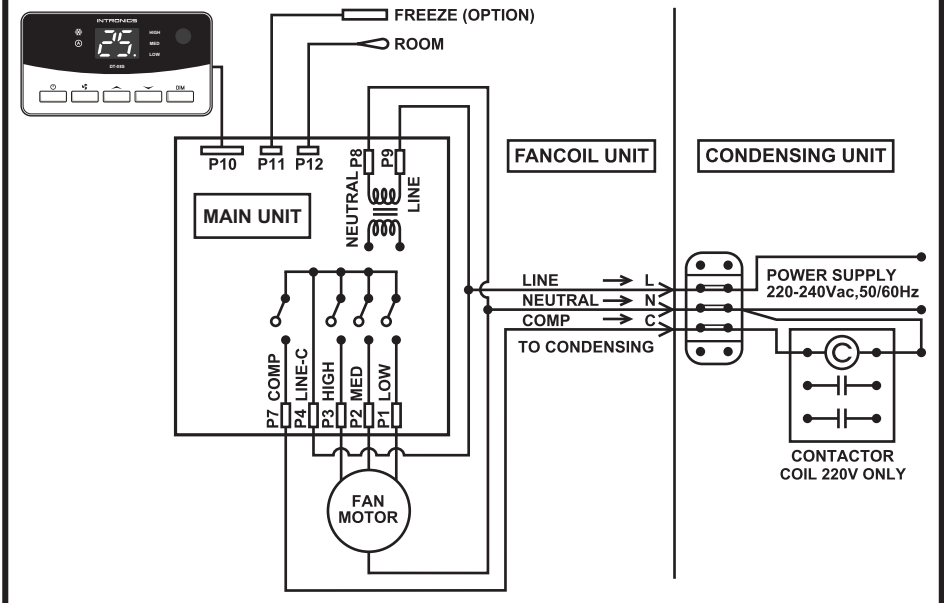 INTRONICS
25.
HIGH
MED
LOW
DIM
FREEZE (OPTION)
ROOM
P10
P11
P12
P8
P9
NEUTRAL
LINE
MAIN UNIT
FANCOIL UNIT
CONDENSING UNIT
LINE
L
NEUTRAL
N
COMP
C
TO CONDENSING
POWER SUPPLY
220-240Vac,50/60Hz
C
CONTACTOR
COIL 220V ONLY
P7 COMP
P4 LINE-C
P3 HIGH
P2 MED
P1 LOW
FAN
MOTOR